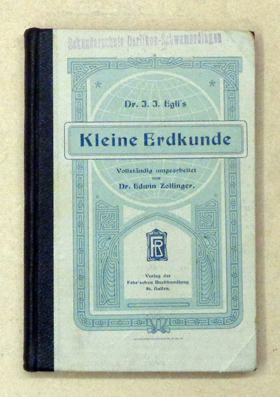 Sekundarschule Oerlikon-Schwamendingen
Dr. J. J. Egli's
Kleine Erdkunde
Vollständig umgearbeitet
von
Dr. Edwin Zollinger.
FR
Verlag der
Fehr'schen Buchhandlung
St. Gallen.